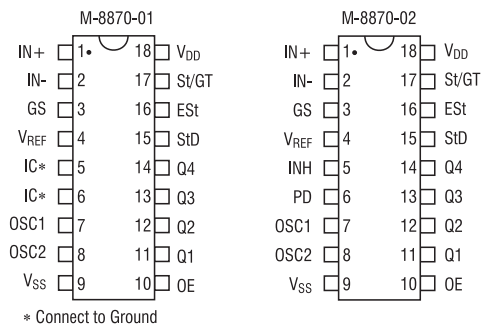 M-8870-01 M-8870-02
IN+ 1 18 VDD IN+ 1 18 VDD
IN- 2 17 St/GT IN- 2 17 St/GT
GS 3 16 ESt GS 3 16 ESt
VREF 4 15 StD VREF 4 15 StD
IC* 5 14 Q4 INH 5 14 Q4
IC* 6 13 Q3 PD 6 13 Q3
OSC1 7 12 Q2 OSC1 7 12 Q2
OSC2 8 11 Q1 OSC2 8 11 Q1
VSS 9 10 OE VSS 9 10 OE
* Connect to Ground